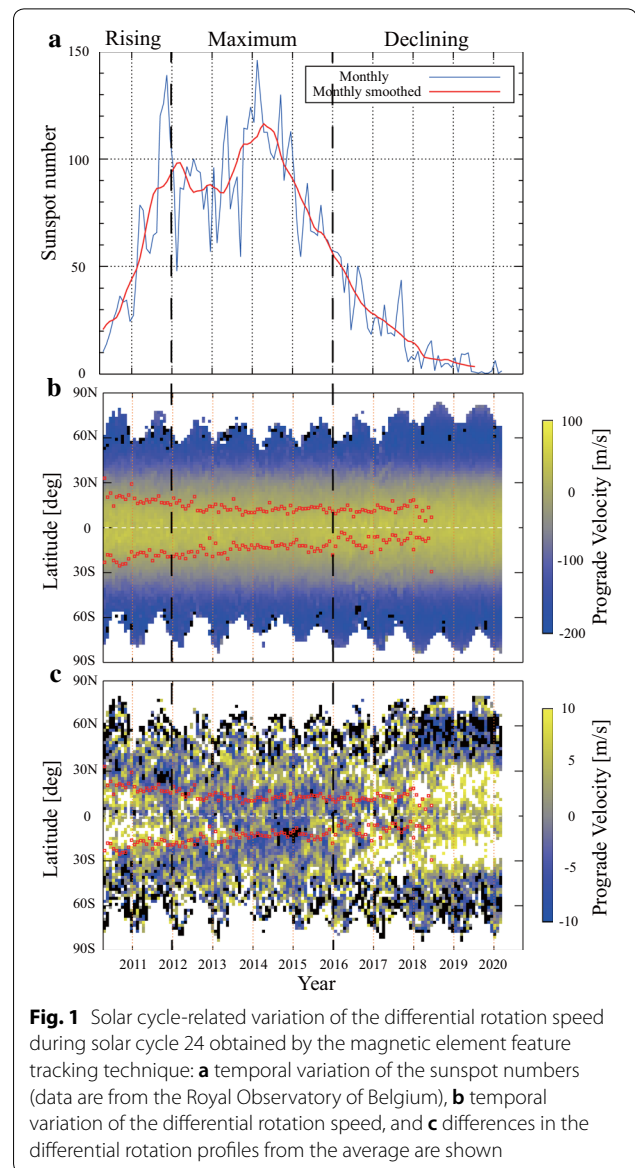 a
Rising Maximum Declining
150
100
50
0
Sunspot number
Monthly
Monthly smoothed
b
90N
60N
30N
0
30S
60S
90S
Latitude [deg]
100
0
-100
-200
Prograde Velocity [m/s]
c
90N
60N
30N
0
30S
60S
90S
Latitude [deg]
10
5
0
-5
-10
Prograde Velocity [m/s]
2011 2012 2013 2014 2015 2016 2017 2018 2019 2020
Year
Fig. 1 Solar cycle-related variation of the differential rotation speed
during solar cycle 24 obtained by the magnetic element feature
tracking technique: a temporal variation of the sunspot numbers
(data are from the Royal Observatory of Belgium), b temporal
variation of the differential rotation speed, and c differences in the
differential rotation profiles from the average are shown